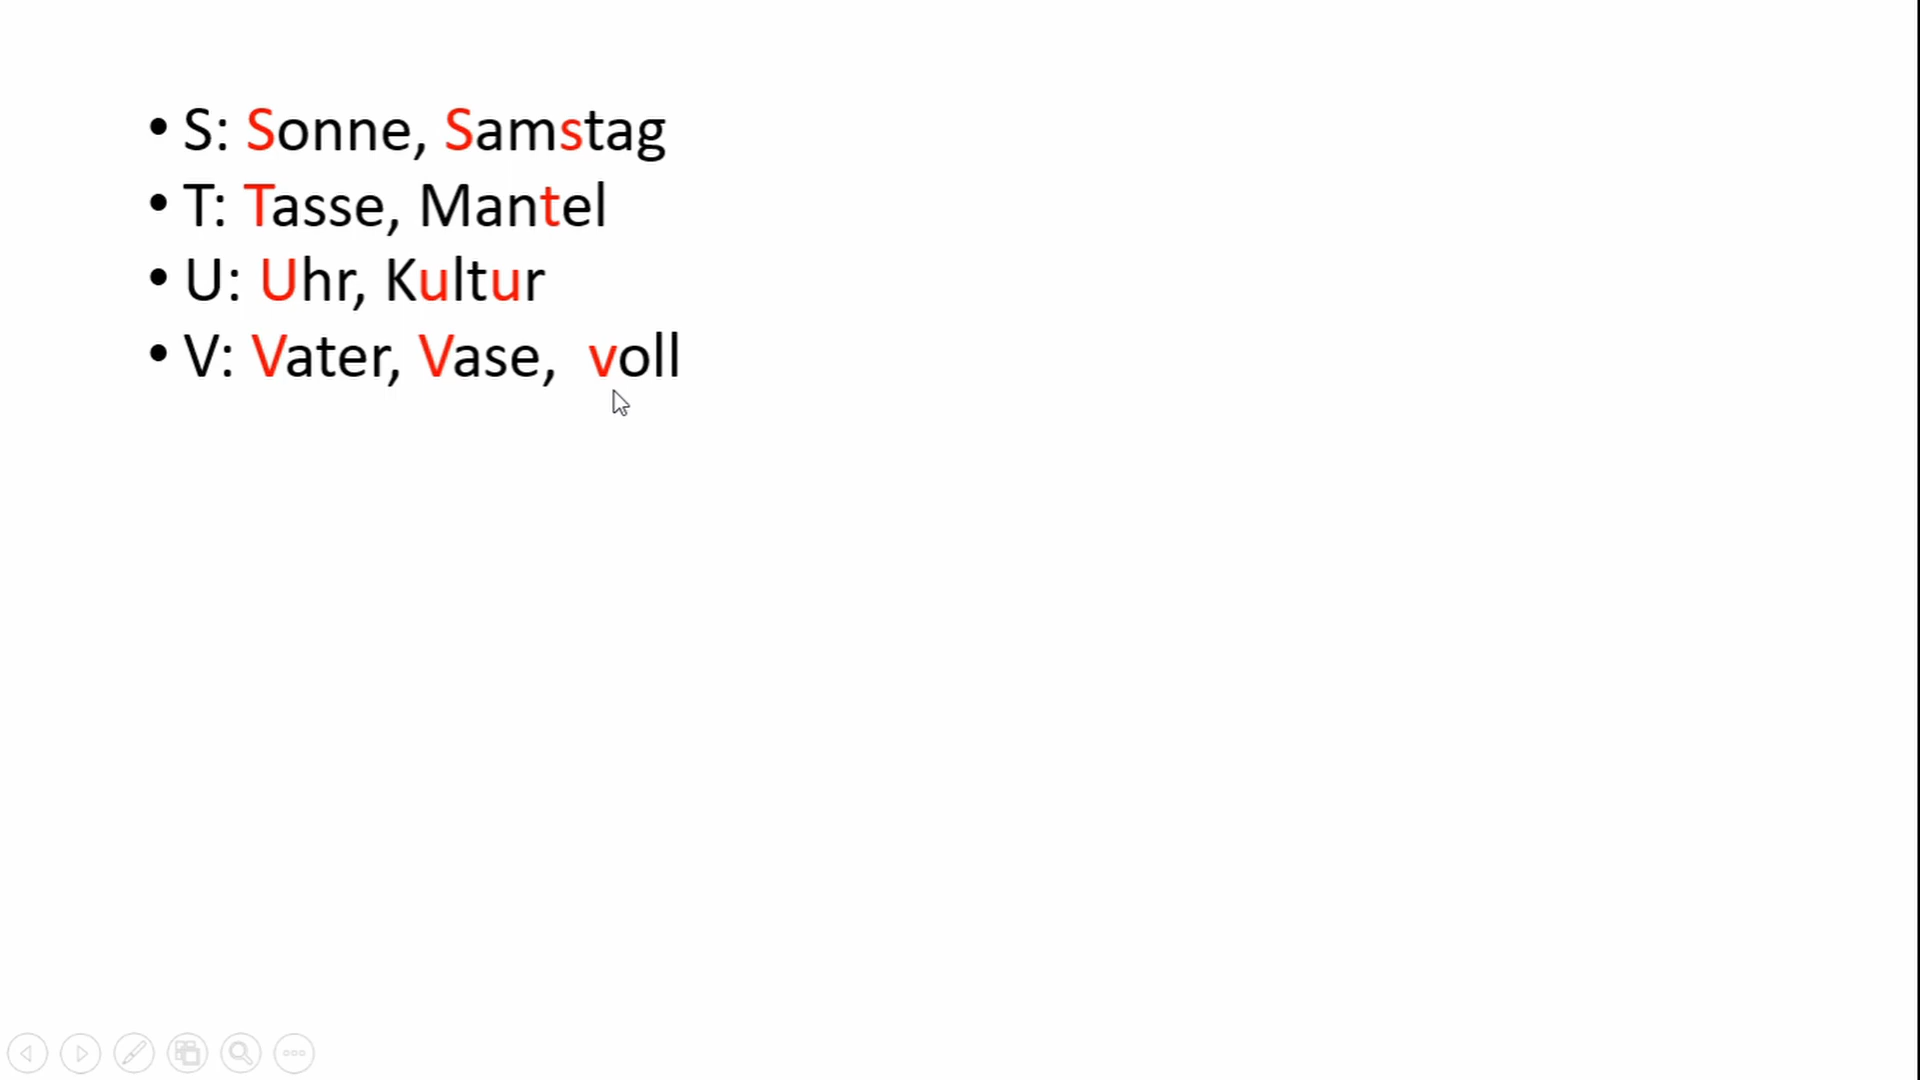 • S: Sonne, Samstag
• T: Tasse, Mantel
• U: Uhr, Kultur
• V: Vater, Vase,  voll